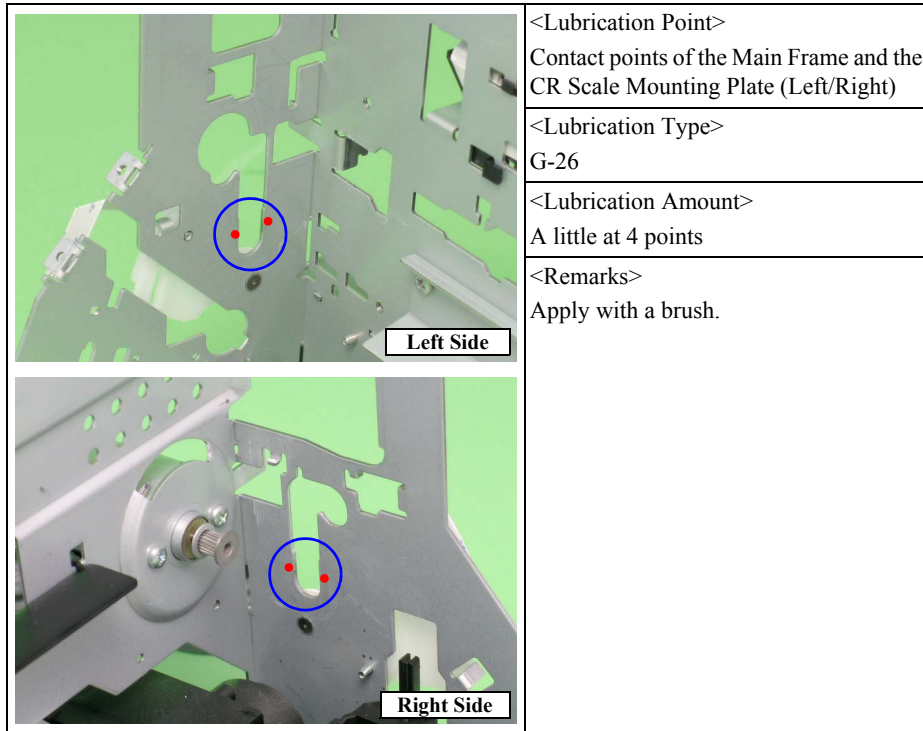 <Lubrication Point>
Contact points of the Main Frame and the
CR Scale Mounting Plate (Left/Right)
<Lubrication Type>
G-26
<Lubrication Amount>
A little at 4 points
<Remarks>
Apply with a brush.
Left Side
Right Side